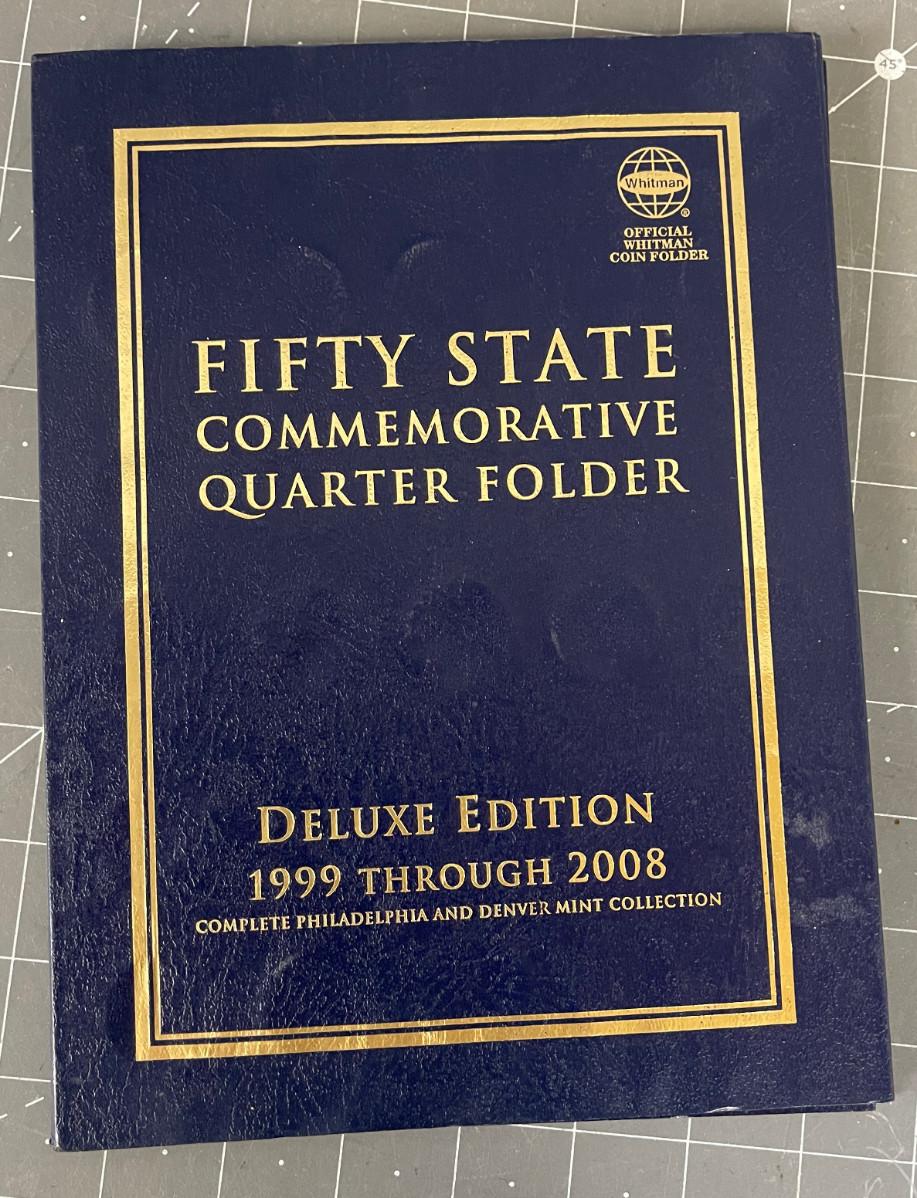 45°
Whitman
®
OFFICIAL
WHITMAN
COIN FOLDER
FIFTY STATE
COMMEMORATIVE
QUARTER FOLDER
DELUXE EDITION
1999 THROUGH 2008
COMPLETE PHILADELPHIA AND DENVER MINT COLLECTION